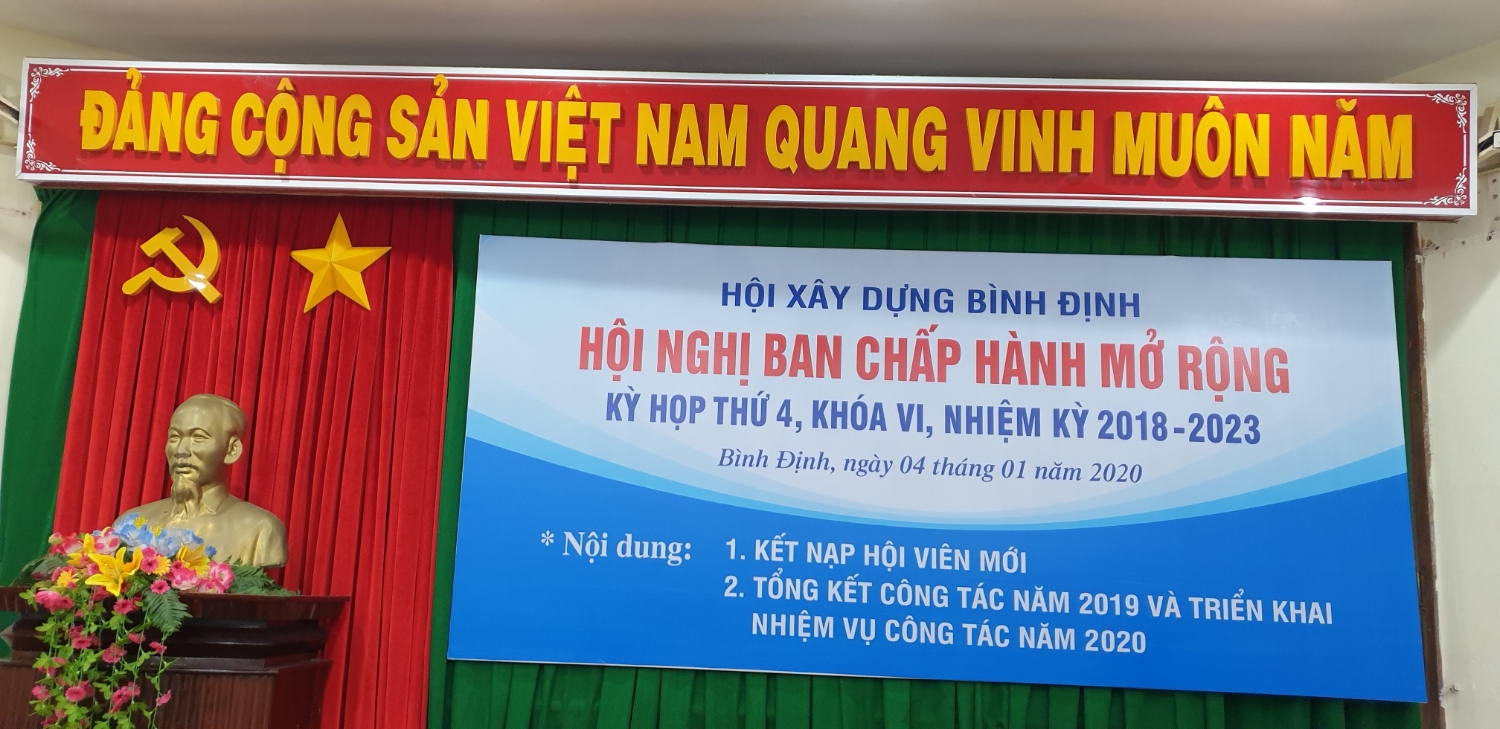 ĐẢNG CỘNG SẢN VIỆT NAM QUANG VINH MUÔN NĂM
HỘI XÂY DỰNG BÌNH ĐỊNH
HỘI NGHỊ BAN CHẤP HÀNH MỞ RỘNG
KỲ HỌP THỨ 4, KHÓA VI, NHIỆM KỲ 2018-2023
Bình Định, ngày 04 tháng 01 năm 2020
* Nội dung: 1. KẾT NẠP HỘI VIÊN MỚI
2. TỔNG KẾT CÔNG TÁC NĂM 2019 VÀ TRIỂN KHAI
NHIỆM VỤ CÔNG TÁC NĂM 2020